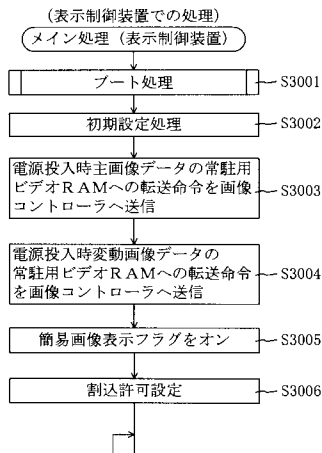 (表示制御装置での処理)
メイン処理(表示制御装置)
ブート処理
S3001
初期設定処理
S3002
電源投入時主画像データの常駐用
ビデオRAMへの転送命令を画像
コントローラへ送信
S3003
電源投入時変動画像データの
常駐用ビデオRAMへの転送命令
を画像コントローラへ送信
S3004
簡易画像表示フラグをオン
S3005
割込許可設定
S3006